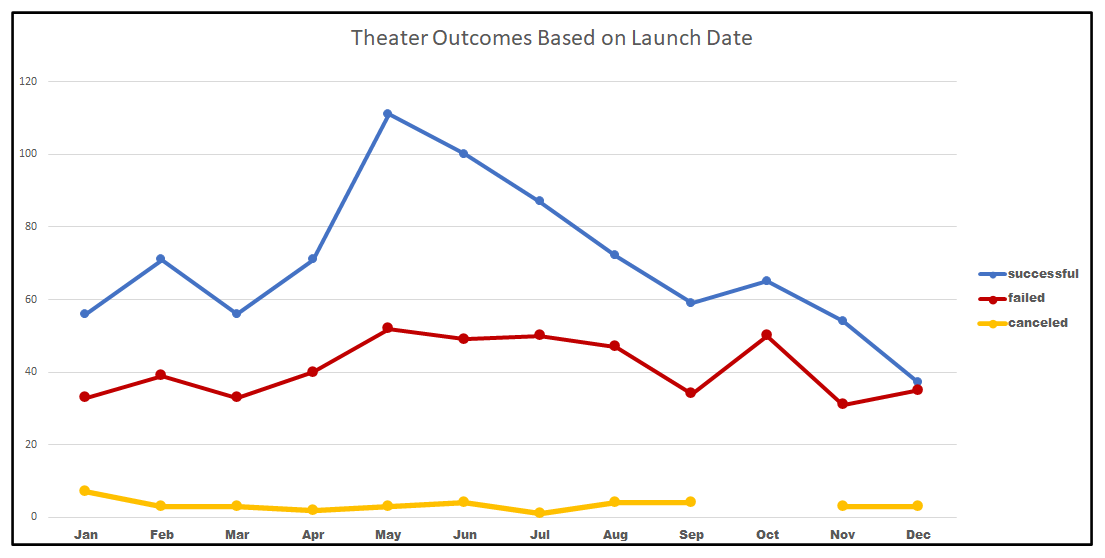 Theater Outcomes Based on Launch Date
120
100
80
60
40
20
0
Jan Feb Mar Apr May Jun Jul Aug Sep Oct Nov Dec
successful
failed
canceled